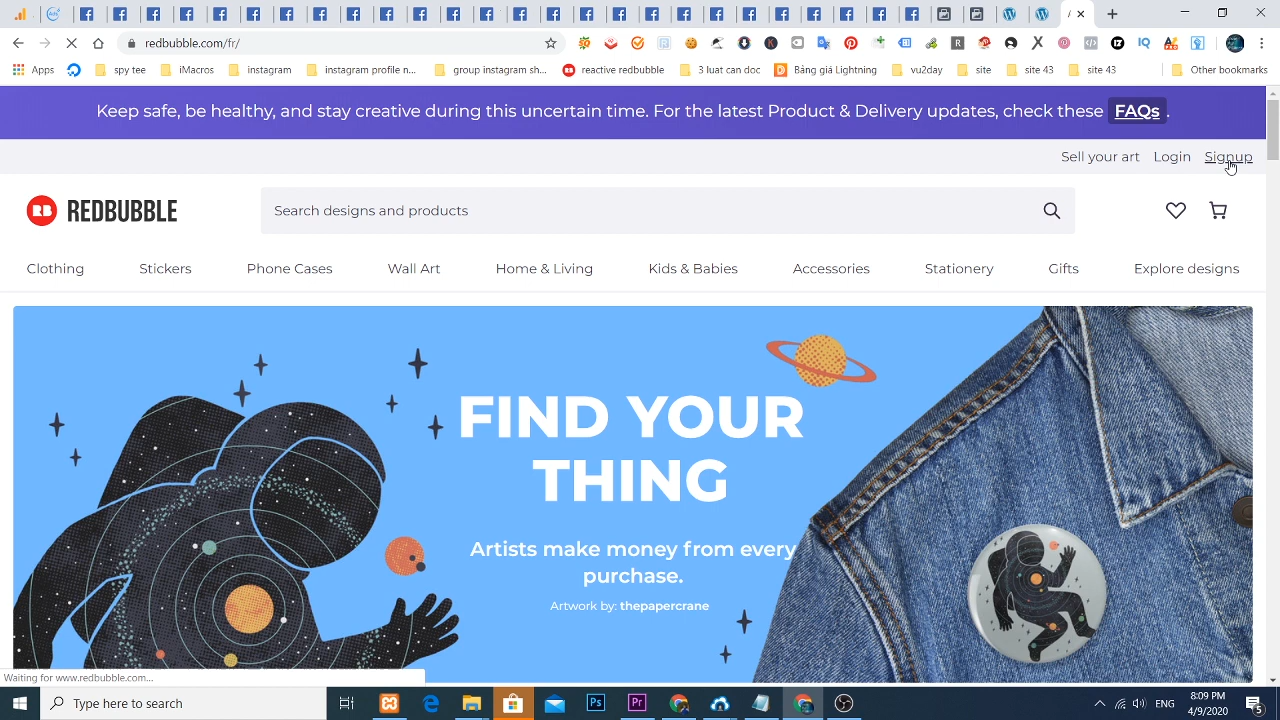 redbubble.com/fr/
Apps
spy tee
iMacros
instagram
instagram profile n...
group instagram sh...
reactive redbubble
3 luat can doc
Bảng giá Lightning
vu2day
site
site 43
site 43
Other bookmarks
Keep safe, be healthy, and stay creative during this uncertain time. For the latest Product & Delivery updates, check these FAQs .
Sell your art Login Signup
REDBUBBLE
Search designs and products
Clothing Stickers Phone Cases Wall Art Home & Living Kids & Babies Accessories Stationery Gifts Explore designs
FIND YOUR
THING
Artists make money from every
purchase.
Artwork by: thepapercrane
Waiting for www.redbubble.com...
Type here to search
ENG
8:09 PM
4/9/2020